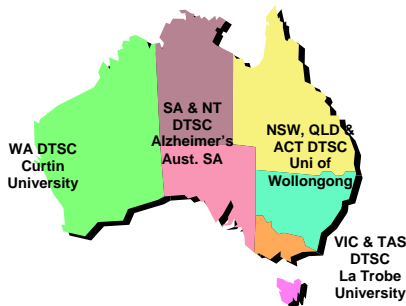 WA DTSC
Curtin
University
SA & NT
DTSC
Alzheimer's
Aust. SA
NSW, QLD &
ACT DTSC
Uni of
Wollongong
VIC & TAS
DTSC
La Trobe
University